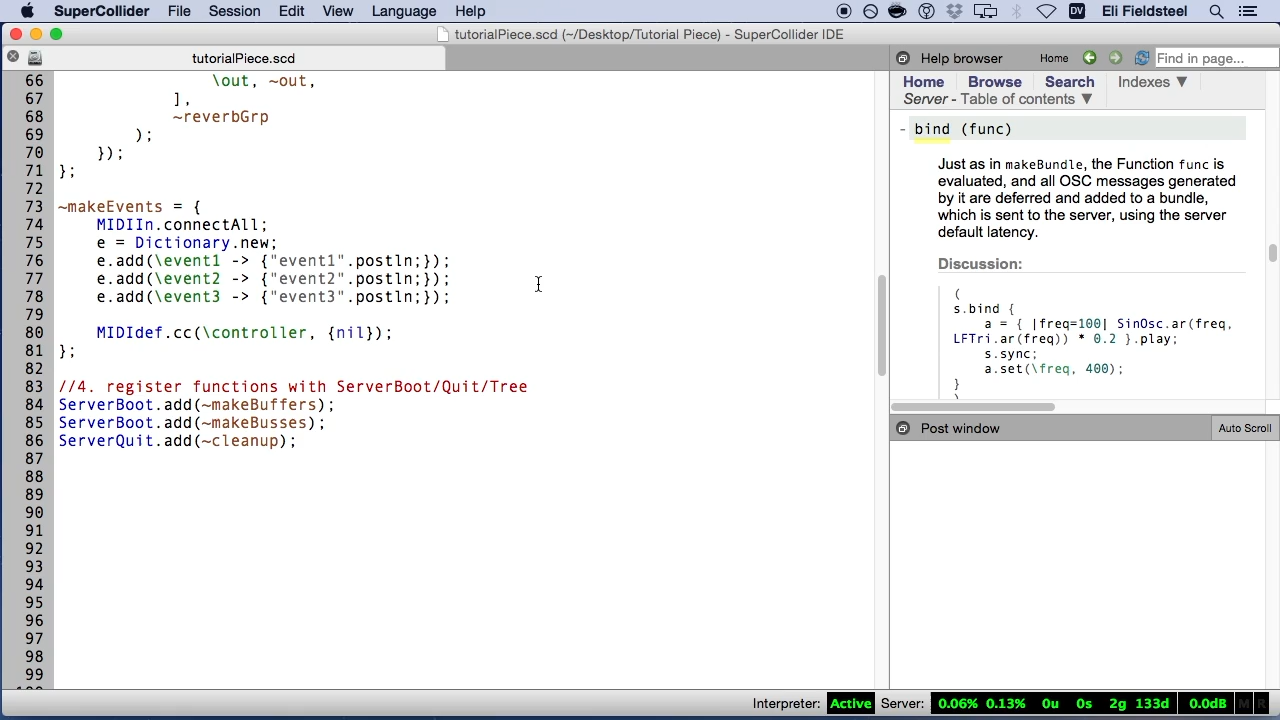 SuperCollider File Session Edit View Language Help DV Eli Fieldsteel
tutorialPiece.scd (~/Desktop/Tutorial Piece) - SuperCollider IDE
tutorialPiece.scd
66 \out, ~out,
67 ],
68 ~reverbGrp
69 );
70 });
71 };
72
73 ~makeEvents = {
74 MIDIIn.connectAll;
75 e = Dictionary.new;
76 e.add(\event1 -> {"event1".postln;});
77 e.add(\event2 -> {"event2".postln;});
78 e.add(\event3 -> {"event3".postln;});
79
80 MIDIdef.cc(\controller, {nil});
81 };
82
83 //4. register functions with ServerBoot/Quit/Tree
84 ServerBoot.add(~makeBuffers);
85 ServerBoot.add(~makeBusses);
86 ServerQuit.add(~cleanup);
87
88
89
90
91
92
93
94
95
96
97
98
99
Help browser Home Find in page...
Home Browse Search Indexes ▼
Server - Table of contents ▼
- bind (func)
Just as in makeBundle, the Function func is
evaluated, and all OSC messages generated
by it are deferred and added to a bundle,
which is sent to the server, using the server
default latency.
Discussion:
(
s.bind {
a = { |freq=100| SinOsc.ar(freq,
LFTri.ar(freq)) * 0.2 }.play;
s.sync;
a.set(\freq, 400);
}
Post window Auto Scroll
Interpreter: Active Server: 0.06% 0.13% 0u 0s 2g 133d 0.0dB M R